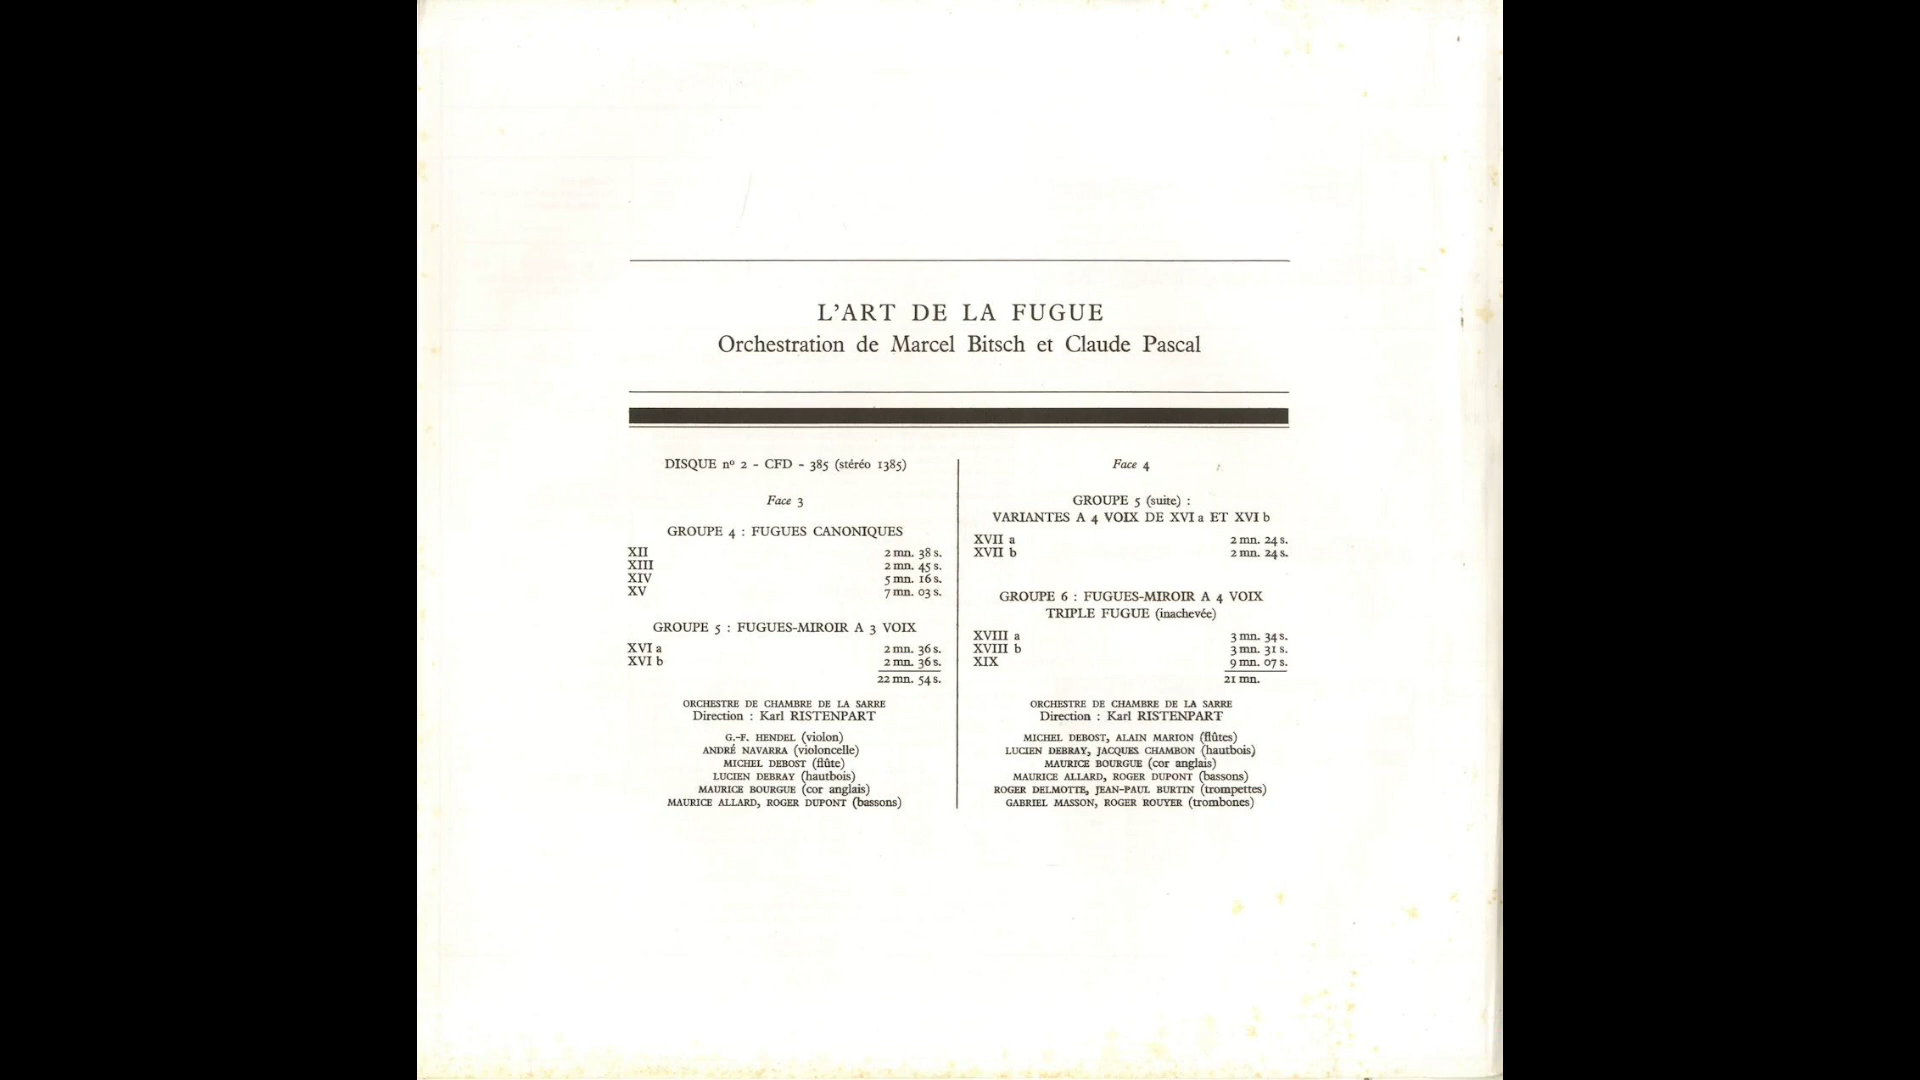 L'ART DE LA FUGUE
Orchestration de Marcel Bitsch et Claude Pascal
DISQUE nº 2 - CFD - 385 (stéréo 1385)
Face 3
GROUPE 4 : FUGUES CANONIQUES
XII 2 mn. 38 s.
XIII 2 mn. 45 s.
XIV 5 mn. 16 s.
XV 7 mn. 03 s.
GROUPE 5 : FUGUES-MIROIR A 3 VOIX
XVI a 2 mn. 36 s.
XVI b 2 mn. 36 s.
22 mn. 54 s.
ORCHESTRE DE CHAMBRE DE LA SARRE
Direction : Karl RISTENPART
G.-F. HENDEL (violon)
ANDRÉ NAVARRA (violoncelle)
MICHEL DEBOST (flûte)
LUCIEN DEBRAY (hautbois)
MAURICE BOURGUE (cor anglais)
MAURICE ALLARD, ROGER DUPONT (bassons)
Face 4
GROUPE 5 (suite) :
VARIANTES A 4 VOIX DE XVI a ET XVI b
XVII a 2 mn. 24 s.
XVII b 2 mn. 24 s.
GROUPE 6 : FUGUES-MIROIR A 4 VOIX
TRIPLE FUGUE (inachevée)
XVIII a 3 mn. 34 s.
XVIII b 3 mn. 31 s.
XIX 9 mn. 07 s.
21 mn.
ORCHESTRE DE CHAMBRE DE LA SARRE
Direction : Karl RISTENPART
MICHEL DEBOST, ALAIN MARION (flûtes)
LUCIEN DEBRAY, JACQUES CHAMBON (hautbois)
MAURICE BOURGUE (cor anglais)
MAURICE ALLARD, ROGER DUPONT (bassons)
ROGER DELMOTTE, JEAN-PAUL BURTIN (trompettes)
GABRIEL MASSON, ROGER ROUYER (trombones)